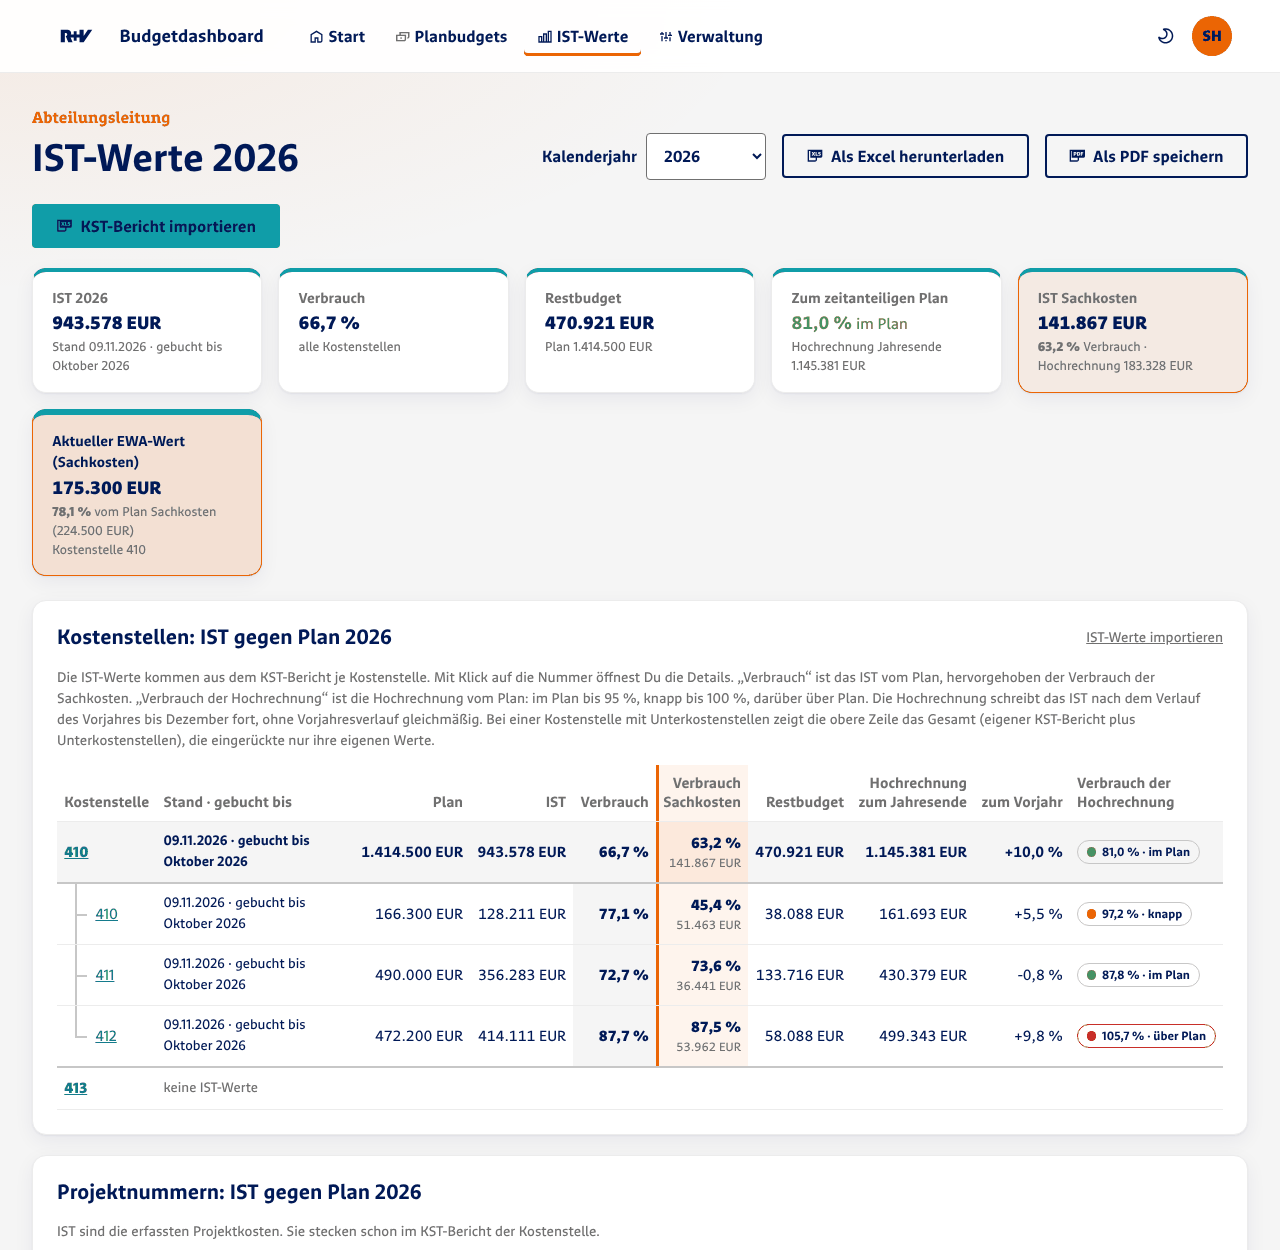 R+V Budgetdashboard Start Planbudgets IST-Werte Verwaltung SH
Abteilungsleitung
IST-Werte 2026
Kalenderjahr 2026 Als Excel herunterladen Als PDF speichern
KST-Bericht importieren
IST 2026
943.578 EUR
Stand 09.11.2026 · gebucht bis
Oktober 2026
Verbrauch
66,7 %
alle Kostenstellen
Restbudget
470.921 EUR
Plan 1.414.500 EUR
Zum zeitanteiligen Plan
81,0 % im Plan
Hochrechnung Jahresende
1.145.381 EUR
IST Sachkosten
141.867 EUR
63,2 % Verbrauch ·
Hochrechnung 183.328 EUR
Aktueller EWA-Wert
(Sachkosten)
175.300 EUR
78,1 % vom Plan Sachkosten
(224.500 EUR)
Kostenstelle 410
Kostenstellen: IST gegen Plan 2026
IST-Werte importieren
Die IST-Werte kommen aus dem KST-Bericht je Kostenstelle. Mit Klick auf die Nummer öffnest Du die Details. „Verbrauch“ ist das IST vom Plan, hervorgehoben der Verbrauch der
Sachkosten. „Verbrauch der Hochrechnung“ ist die Hochrechnung vom Plan: im Plan bis 95 %, knapp bis 100 %, darüber über Plan. Die Hochrechnung schreibt das IST nach dem Verlauf
des Vorjahres bis Dezember fort, ohne Vorjahresverlauf gleichmäßig. Bei einer Kostenstelle mit Unterkostenstellen zeigt die obere Zeile das Gesamt (eigener KST-Bericht plus
Unterkostenstellen), die eingerückte nur ihre eigenen Werte.
Kostenstelle Stand · gebucht bis Plan IST Verbrauch Verbrauch Sachkosten Restbudget Hochrechnung zum Jahresende zum Vorjahr Verbrauch der Hochrechnung
410 09.11.2026 · gebucht bis Oktober 2026 1.414.500 EUR 943.578 EUR 66,7 % 63,2 % 141.867 EUR 470.921 EUR 1.145.381 EUR +10,0 % 81,0 % · im Plan
410 09.11.2026 · gebucht bis Oktober 2026 166.300 EUR 128.211 EUR 77,1 % 45,4 % 51.463 EUR 38.088 EUR 161.693 EUR +5,5 % 97,2 % · knapp
411 09.11.2026 · gebucht bis Oktober 2026 490.000 EUR 356.283 EUR 72,7 % 73,6 % 36.441 EUR 133.716 EUR 430.379 EUR -0,8 % 87,8 % · im Plan
412 09.11.2026 · gebucht bis Oktober 2026 472.200 EUR 414.111 EUR 87,7 % 87,5 % 53.962 EUR 58.088 EUR 499.343 EUR +9,8 % 105,7 % · über Plan
413 keine IST-Werte
Projektnummern: IST gegen Plan 2026
IST sind die erfassten Projektkosten. Sie stecken schon im KST-Bericht der Kostenstelle.